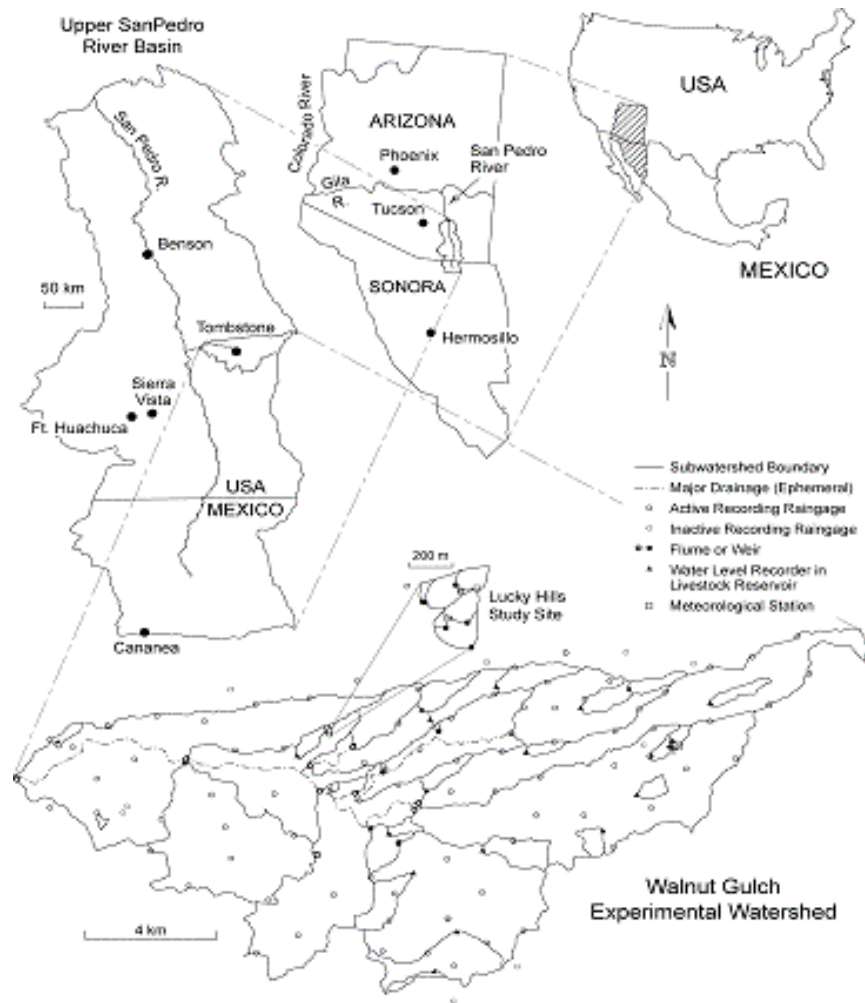 Upper SanPedro
River Basin
San Pedro R.
Benson
50 km
Tombstone
Sierra
Vista
Ft. Huachuca
USA
MEXICO
Cananea
Colorado River
ARIZONA
Phoenix
San Pedro
River
Gila
R.
Tucson
SONORA
Hermosillo
USA
MEXICO
N
Subwatershed Boundary
Major Drainage (Ephemeral)
Active Recording Raingage
Inactive Recording Raingage
Flume or Weir
Water Level Recorder in
Livestock Reservoir
Meteorological Station
200 m
Lucky Hills
Study Site
Walnut Gulch
Experimental Watershed
4 km